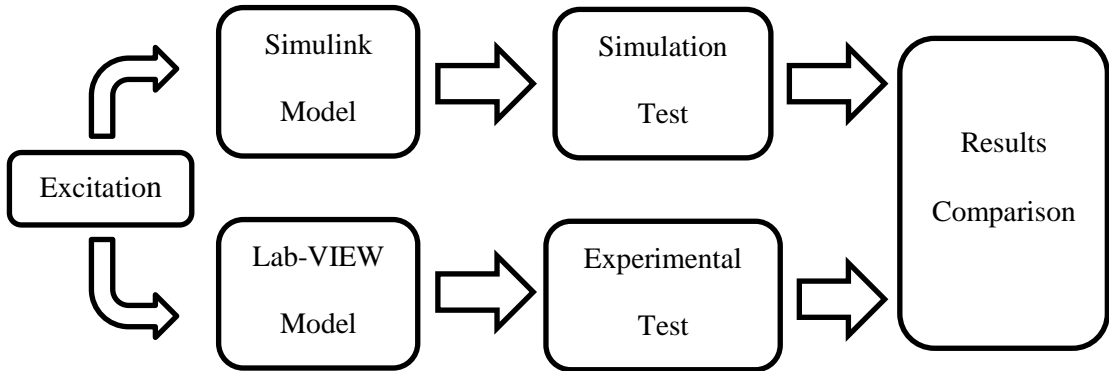 Simulink
Model
Simulation
Test
Results
Comparison
Excitation
Lab-VIEW
Model
Experimental
Test